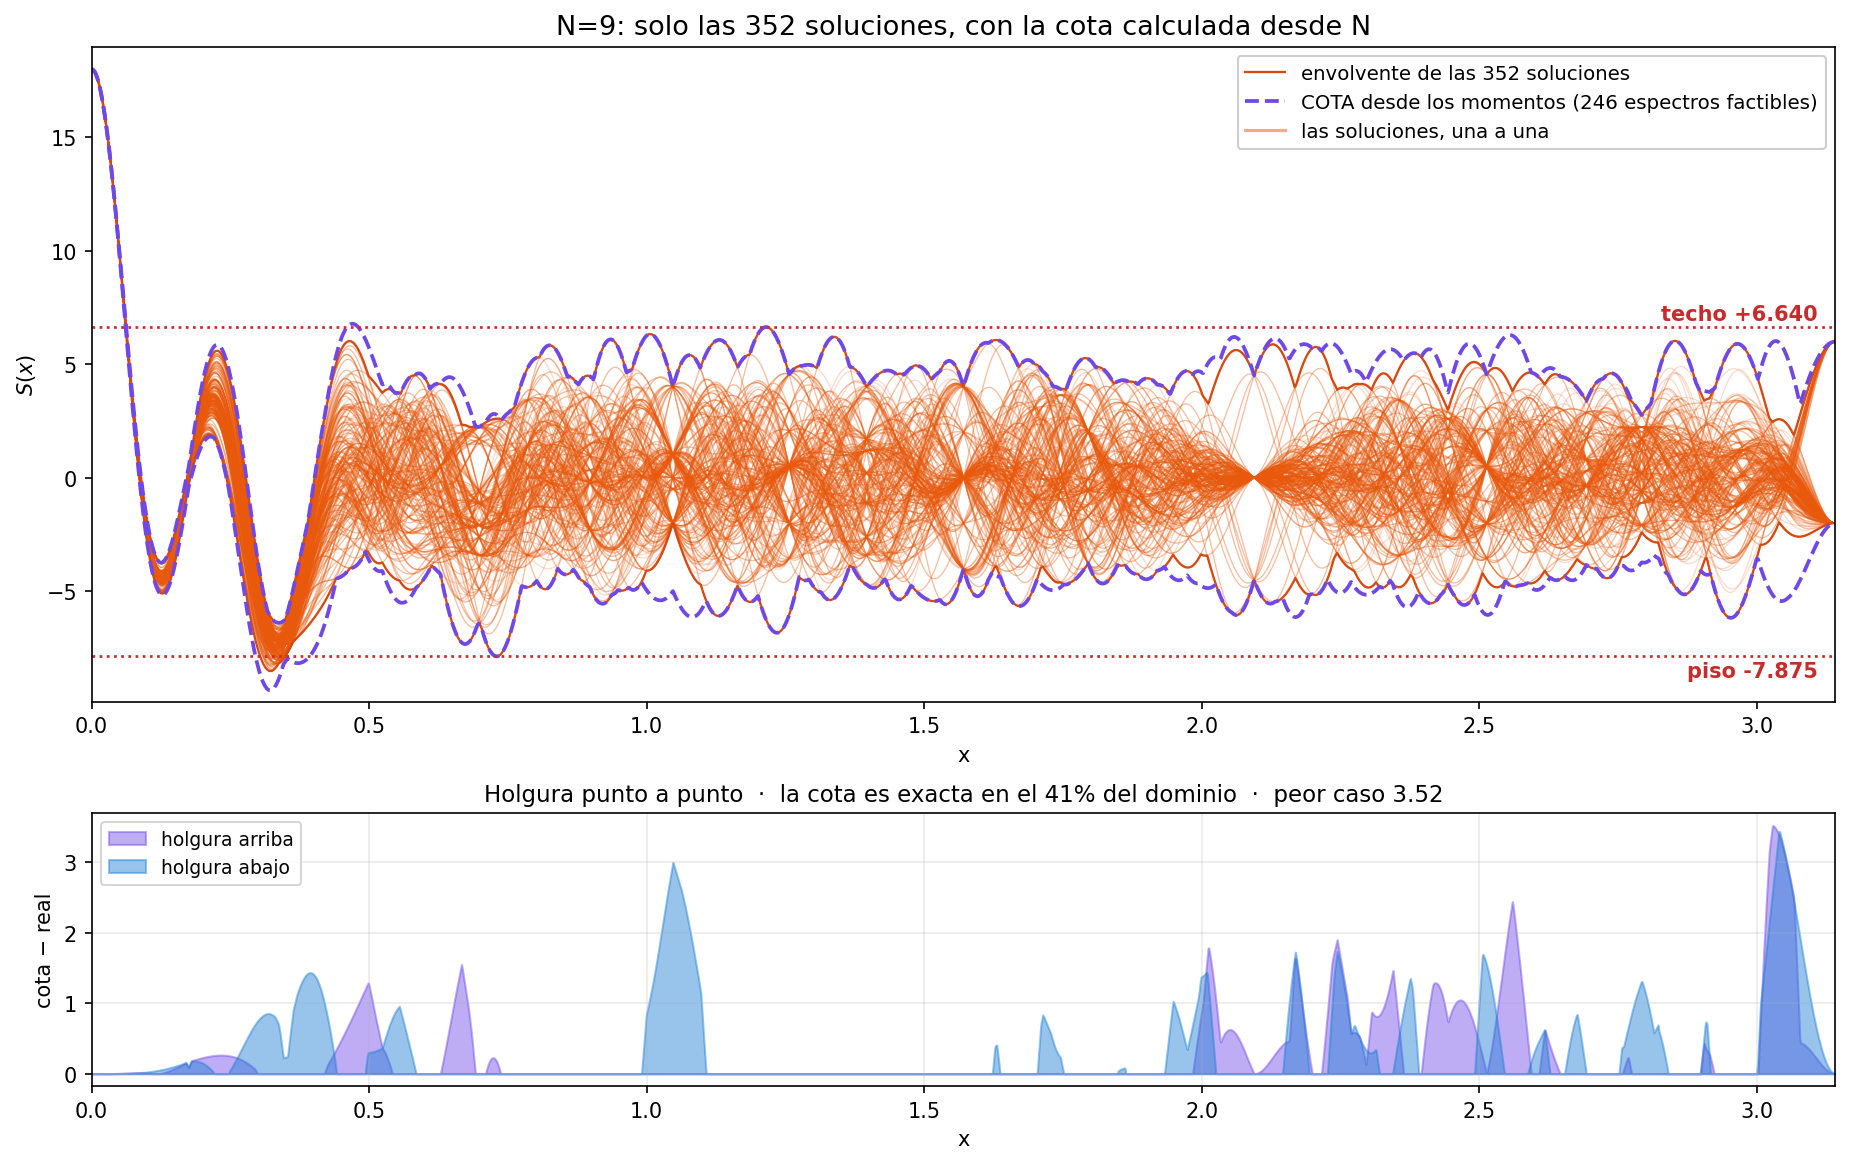 N=9: solo las 352 soluciones, con la cota calculada desde N
envolvente de las 352 soluciones
COTA desde los momentos (246 espectros factibles)
las soluciones, una a una
15
10
5
0
−5
S(x)
techo +6.640
piso -7.875
0.0 0.5 1.0 1.5 2.0 2.5 3.0
x
Holgura punto a punto · la cota es exacta en el 41% del dominio · peor caso 3.52
holgura arriba
holgura abajo
3
2
1
0
cota − real
0.0 0.5 1.0 1.5 2.0 2.5 3.0
x